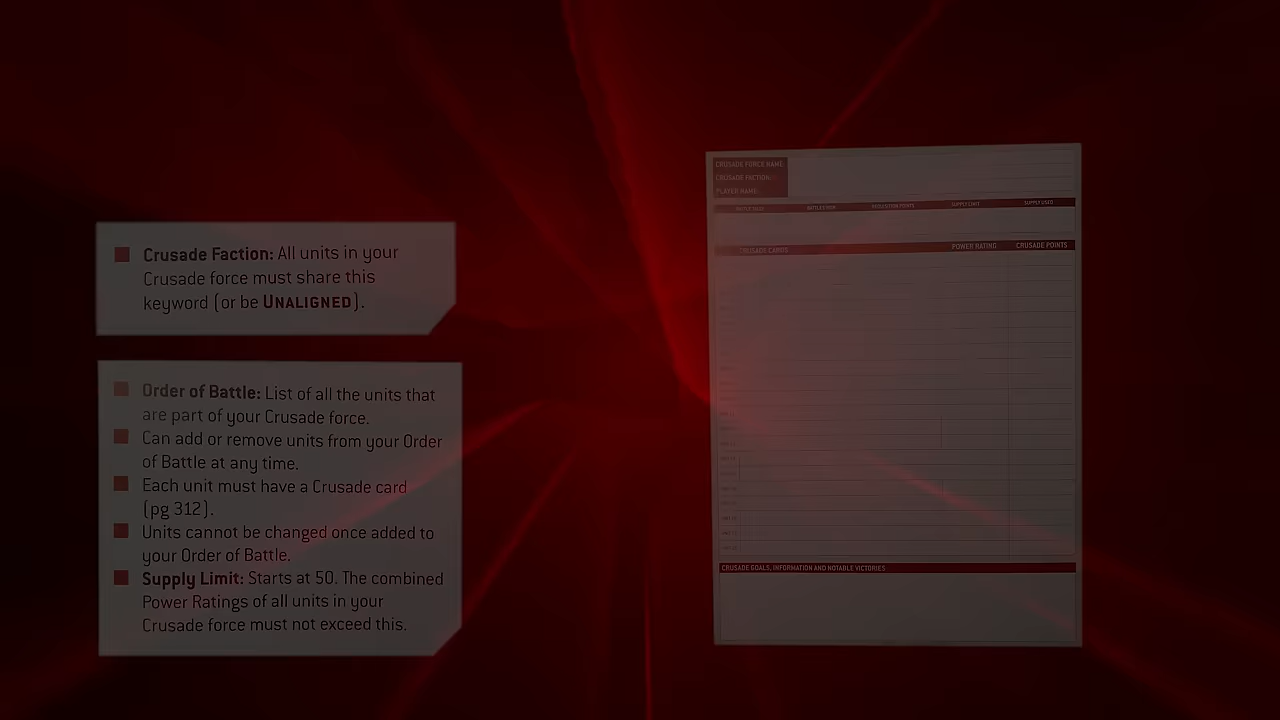 Crusade Faction: All units in your
Crusade force must share this
keyword (or be UNALIGNED).
Order of Battle: List of all the units that
are part of your Crusade force.
Can add or remove units from your Order
of Battle at any time.
Each unit must have a Crusade card
(pg 312).
Units cannot be changed once added to
your Order of Battle.
Supply Limit: Starts at 50. The combined
Power Ratings of all units in your
Crusade force must not exceed this.
CRUSADE FORCE NAME:
CRUSADE FACTION:
PLAYER NAME:
BATTLE TALLY BATTLES WON REQUISITION POINTS SUPPLY LIMIT SUPPLY USED
CRUSADE CARDS POWER RATING CRUSADE POINTS
CRUSADE GOALS, INFORMATION AND NOTABLE VICTORIES